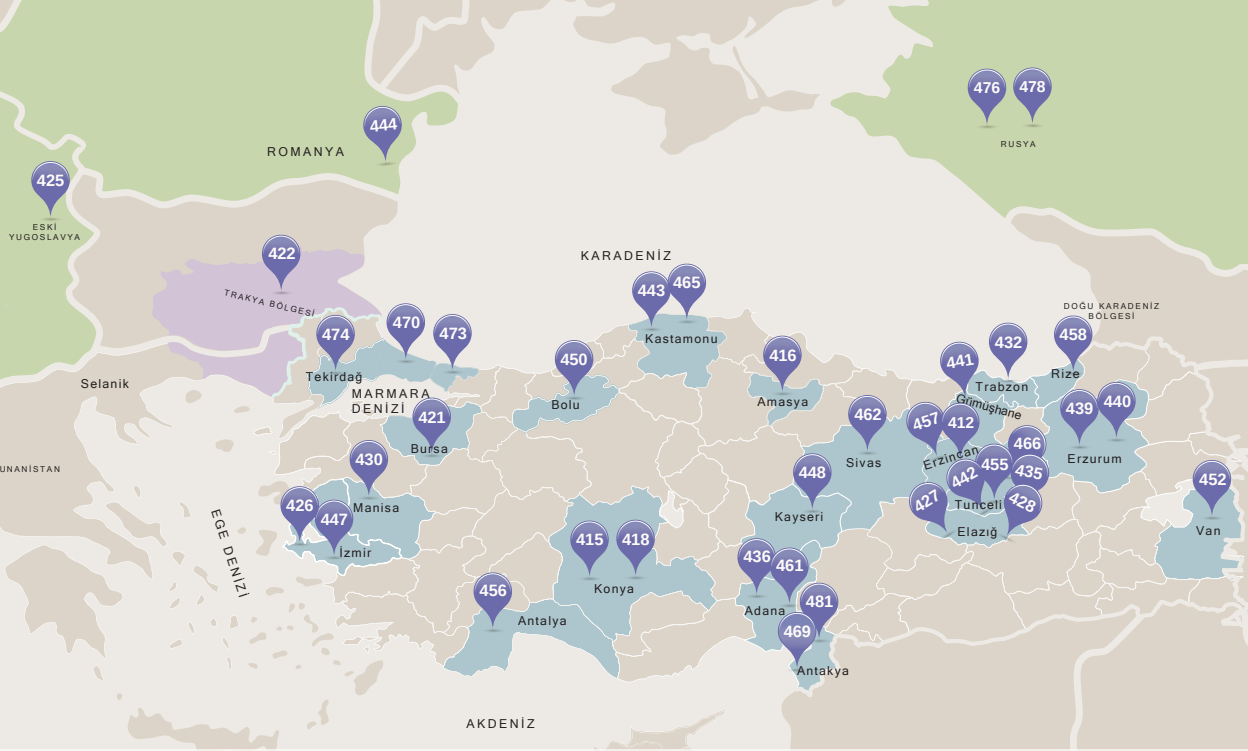 476
478
444
ROMANYA
RUSYA
425
ESKİ
YUGOSLAVYA
422
KARADENİZ
443
465
TRAKYA BÖLGESİ
DOĞU KARADENİZ
BÖLGESİ
474
470
473
Kastamonu
432
458
450
416
441
Tekirdağ
Selanik
MARMARA
DENİZİ
Trabzon
Rize
421
Bolu
Amasya
Gümüşhane
462
457
412
439
440
Bursa
430
Sivas
Erzincan
466
Erzurum
UNANİSTAN
448
442
455
435
452
426
447
Manisa
Kayseri
427
Tunceli
428
EGE DENİZİ
İzmir
415
418
Elazığ
Van
436
461
456
Konya
Adana
481
Antalya
469
Antakya
AKDENİZ